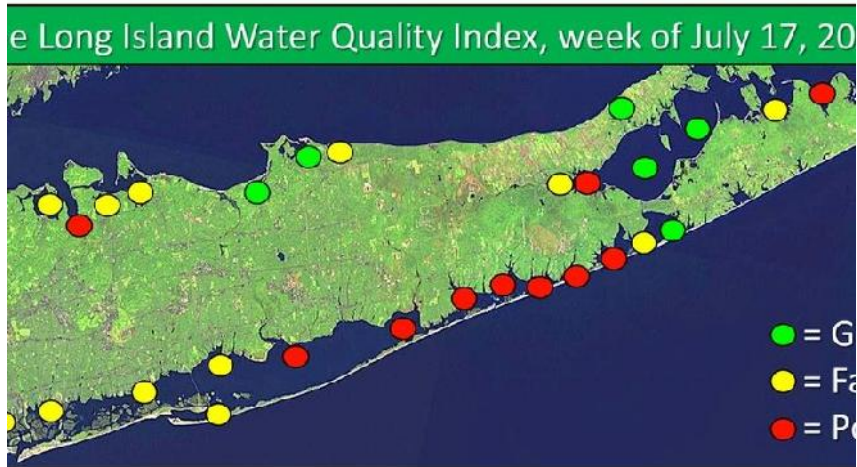 e Long Island Water Quality Index, week of July 17, 20
= G
= Fa
= Po